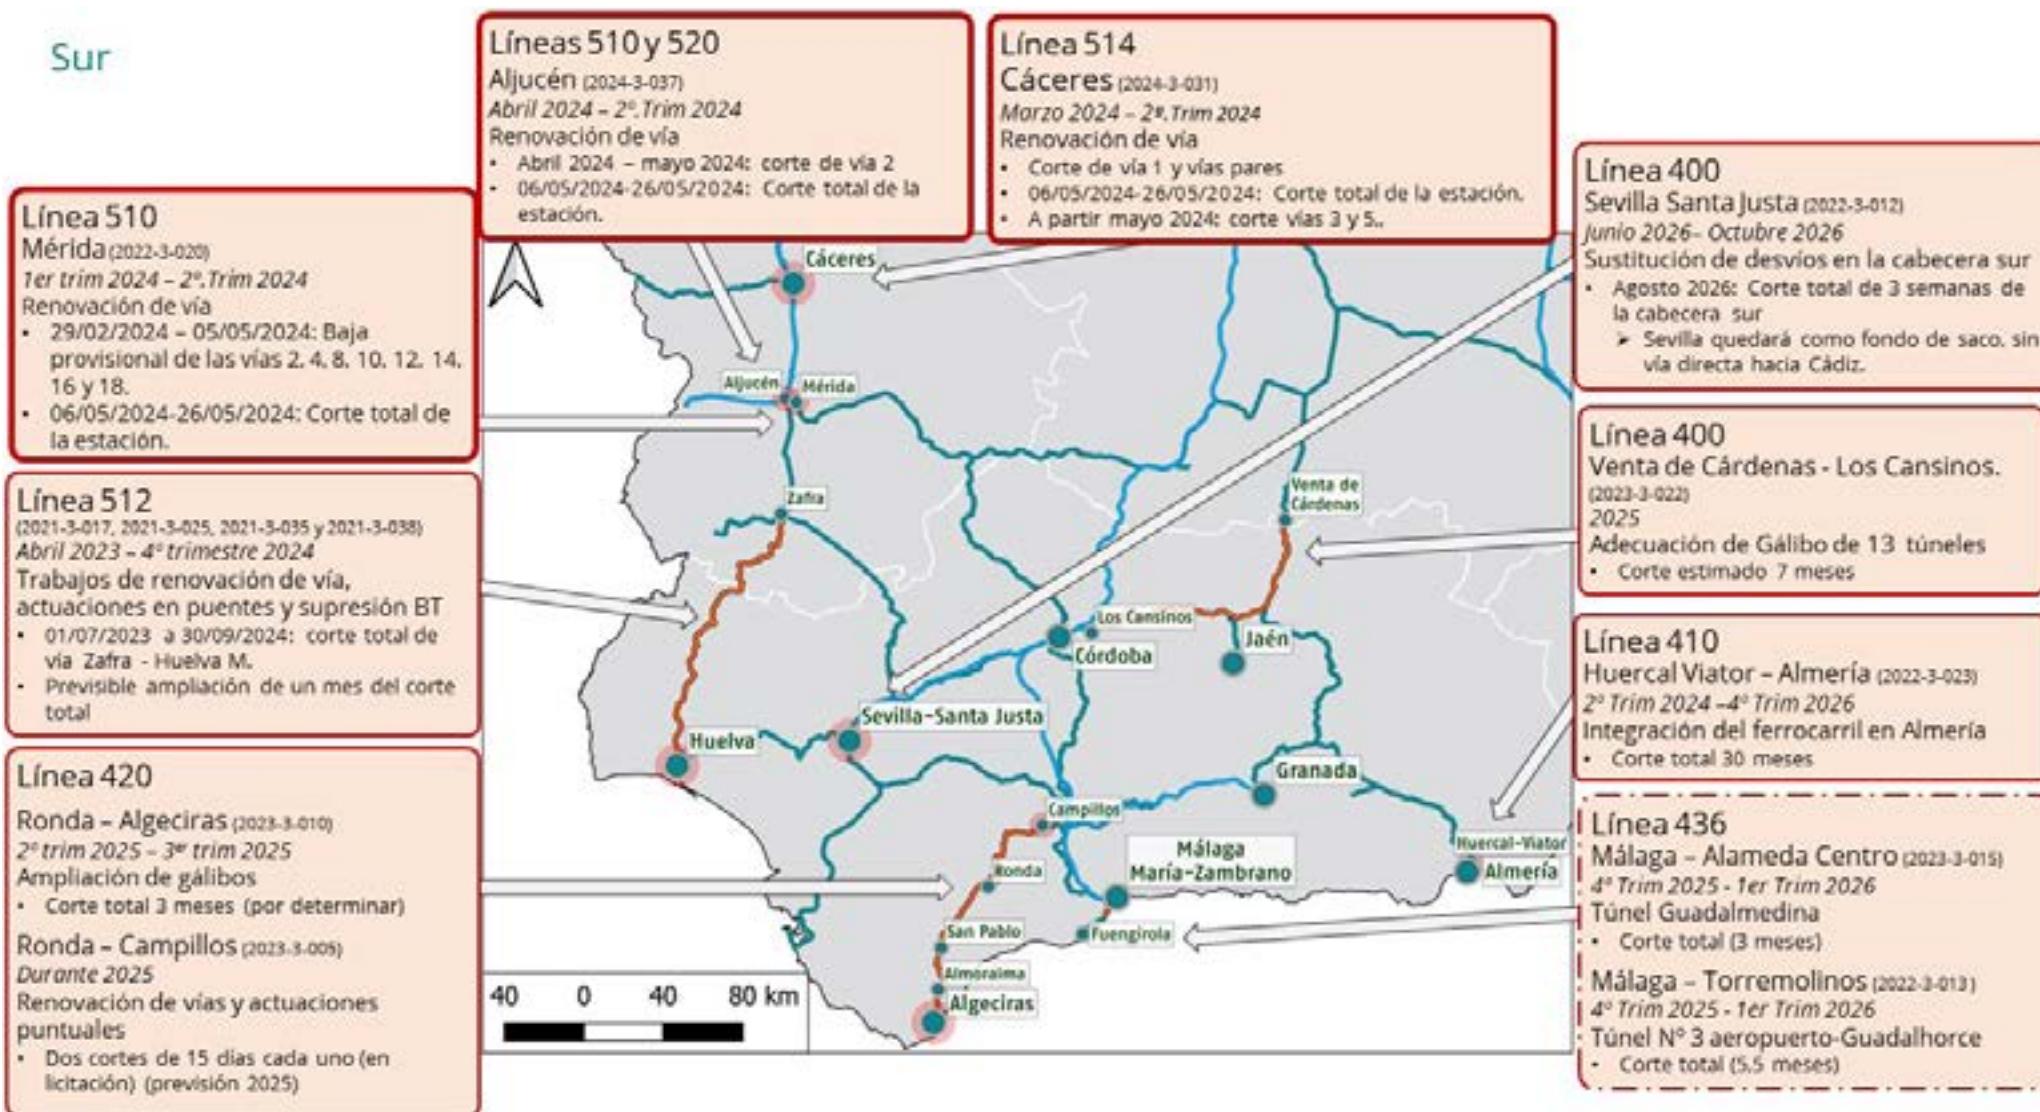 Sur
Líneas 510 y 520
Aljucén (2024-3-037)
Abril 2024 – 2º.Trim 2024
Renovación de vía
• Abril 2024 – mayo 2024: corte de vía 2
• 06/05/2024-26/05/2024: Corte total de la
estación.
Línea 514
Cáceres (2024-3-031)
Marzo 2024 – 2º.Trim 2024
Renovación de vía
• Corte de vía 1 y vías pares
• 06/05/2024-26/05/2024: Corte total de la estación.
• A partir mayo 2024: corte vías 3 y 5..
Línea 510
Mérida (2022-3-020)
1er trim 2024 – 2º.Trim 2024
Renovación de vía
• 29/02/2024 – 05/05/2024: Baja
provisional de las vías 2, 4, 8, 10, 12, 14,
16 y 18.
• 06/05/2024-26/05/2024: Corte total de
la estación.
Línea 512
(2021-3-017, 2021-3-025, 2021-3-035 y 2021-3-038)
Abril 2023 – 4º trimestre 2024
Trabajos de renovación de vía,
actuaciones en puentes y supresión BT
• 01/07/2023 a 30/09/2024: corte total de
vía Zafra - Huelva M.
• Previsible ampliación de un mes del corte
total
Línea 420
Ronda – Algeciras (2023-3-010)
2º trim 2025 – 3er trim 2025
Ampliación de gálibos
• Corte total 3 meses (por determinar)
Ronda – Campillos (2023-3-005)
Durante 2025
Renovación de vías y actuaciones
puntuales
• Dos cortes de 15 días cada uno (en
licitación) (previsión 2025)
Línea 400
Sevilla Santa Justa (2022-3-012)
Junio 2026– Octubre 2026
Sustitución de desvíos en la cabecera sur
• Agosto 2026: Corte total de 3 semanas de
la cabecera sur
➤ Sevilla quedará como fondo de saco, sin
vía directa hacia Cádiz.
Línea 400
Venta de Cárdenas - Los Cansinos.
(2023-3-022)
2025
Adecuación de Gálibo de 13 túneles
• Corte estimado 7 meses
Línea 410
Huercal Viator – Almería (2022-3-023)
2º Trim 2024 –4º Trim 2026
Integración del ferrocarril en Almería
• Corte total 30 meses
Línea 436
Málaga – Alameda Centro (2023-3-015)
4º Trim 2025 - 1er Trim 2026
Túnel Guadalmedina
• Corte total (3 meses)
Málaga – Torremolinos (2022-3-013)
4º Trim 2025 - 1er Trim 2026
Túnel Nº 3 aeropuerto-Guadalhorce
- Corte total (5,5 meses)
Cáceres
Aljucén
Mérida
Zafra
Venta de
Cárdenas
Los Cansinos
Córdoba
Jaén
Sevilla-Santa Justa
Huelva
Granada
Campillos
Málaga
María-Zambrano
Huercal-Viator
Almería
Ronda
San Pablo
Fuengirola
Almoraima
Algeciras
40 0 40 80 km